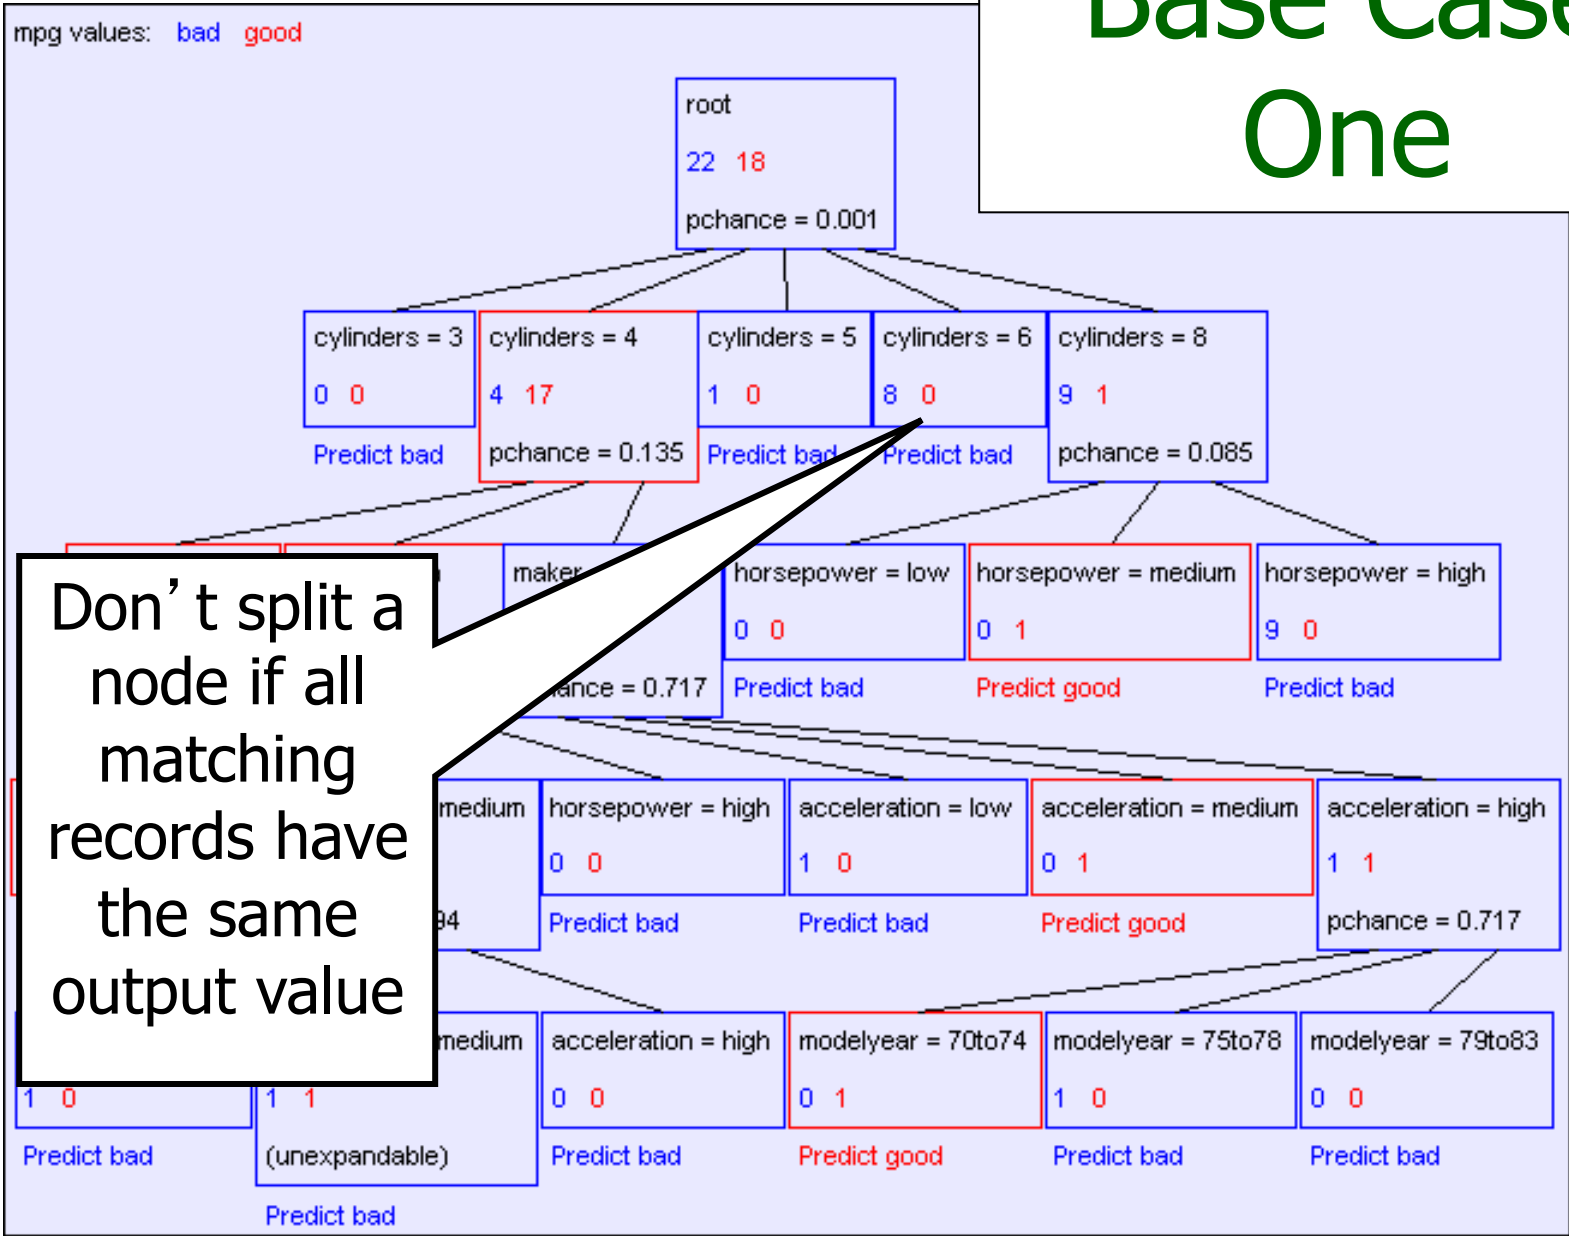 Base Case
One
mpg values: bad good
root
22 18
pchance = 0.001
cylinders = 3
0 0
Predict bad
cylinders = 4
4 17
pchance = 0.135
cylinders = 5
1 0
Predict bad
cylinders = 6
8 0
Predict bad
cylinders = 8
9 1
pchance = 0.085
maker
= 0.717
horsepower = low
0 0
Predict bad
horsepower = medium
0 1
Predict good
horsepower = high
9 0
Predict bad
Don’t split a
node if all
matching
records have
the same
output value
medium
94
horsepower = high
0 0
Predict bad
acceleration = low
1 0
Predict bad
acceleration = medium
0 1
Predict good
acceleration = high
1 1
pchance = 0.717
1 0
Predict bad
medium
1 1
(unexpandable)
Predict bad
acceleration = high
0 0
Predict bad
modelyear = 70to74
0 1
Predict good
modelyear = 75to78
1 0
Predict bad
modelyear = 79to83
0 0
Predict bad